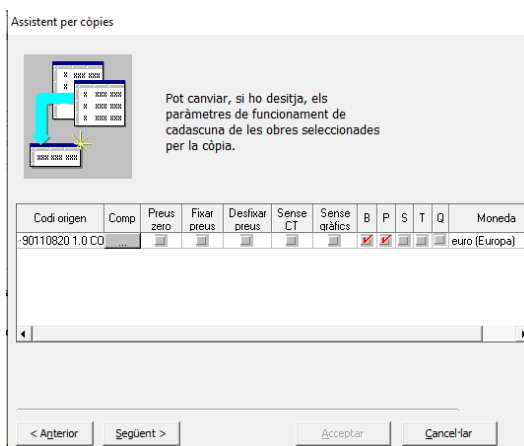 Assistent per còpies
Pot canviar, si ho desitja, els
paràmetres de funcionament de
cadascuna de les obres seleccionades
per la còpia.
Codi origen Comp Preus zero Fixar preus Desfixar preus Sense CT Sense gràfics B P S T Q Moneda
-90110820 1.0 CO ... euro (Europa)
< Anterior Següent > Acceptar Cancel·lar